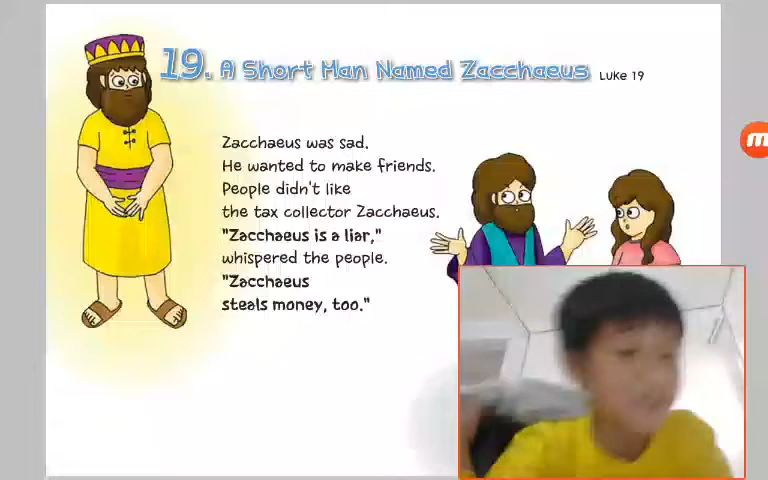 19. A Short Man Named Zacchaeus Luke 19
Zacchaeus was sad.
He wanted to make friends.
People didn't like
the tax collector Zacchaeus.
"Zacchaeus is a liar,"
whispered the people.
"Zacchaeus
steals money, too."